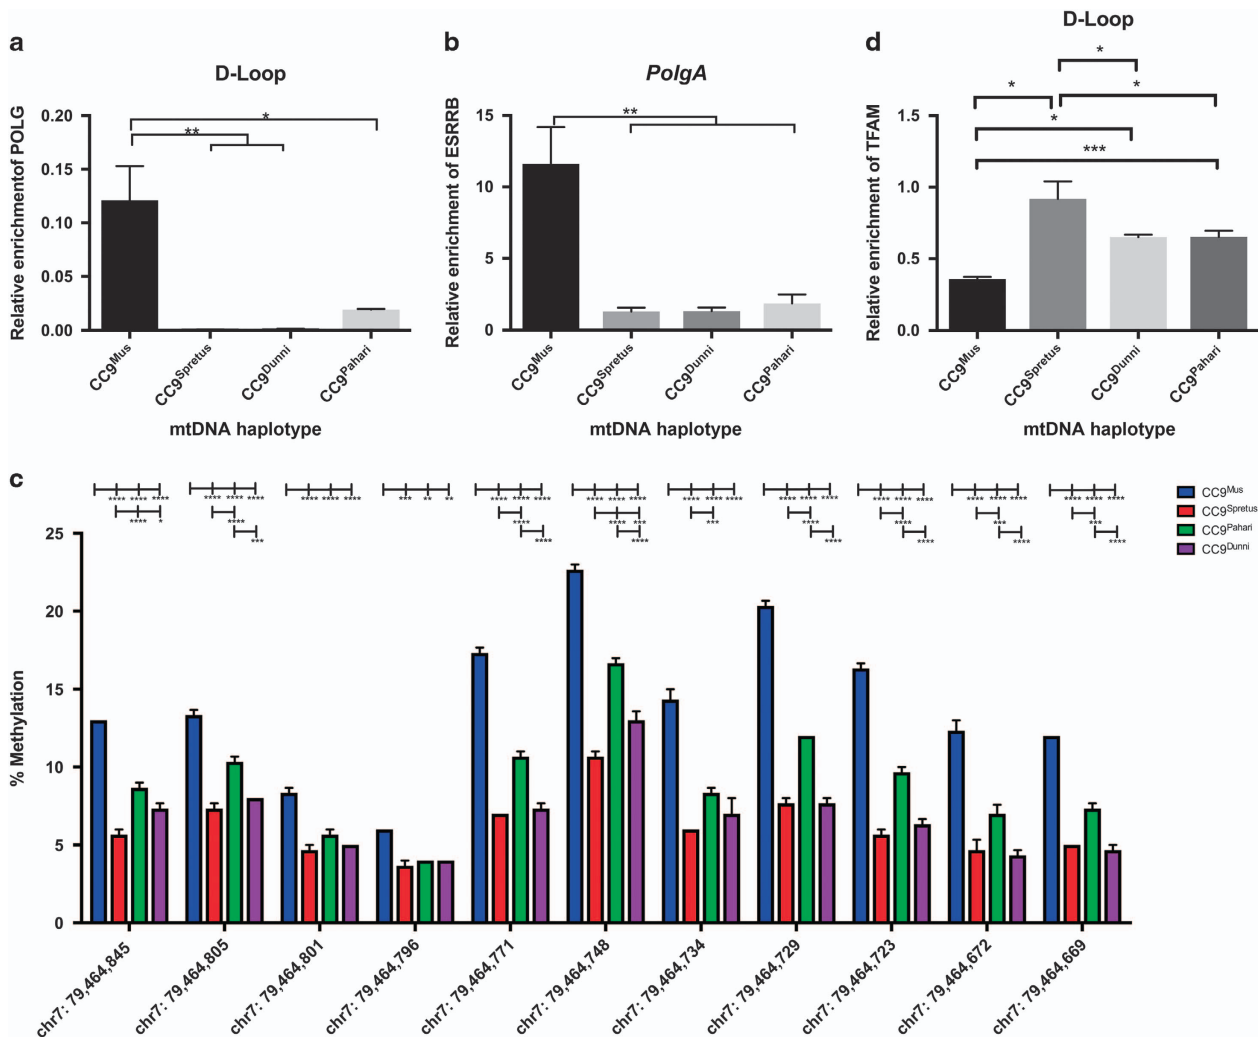 a
D-Loop
Relative enrichmentof POLG
0.20
0.15
0.10
0.05
0.00
*
**
CC9Mus
CC9Spretus
CC9Dunni
CC9Pahari
mtDNA haplotype
b
PolgA
Relative enrichment of ESRRB
15
10
5
0
**
CC9Mus
CC9Spretus
CC9Dunni
CC9Pahari
mtDNA haplotype
d
D-Loop
Relative enrichment of TFAM
1.5
1.0
0.5
0.0
*
* *
*
***
CC9Mus
CC9Spretus
CC9Dunni
CC9Pahari
mtDNA haplotype
c
**** **** **** **** **** **** **** **** **** *** ** ** **** **** **** **** **** **** **** **** **** **** **** **** **** **** **** **** **** **** **** **** ****
**** * **** **** **** *** *** **** **** *** ***
*** **** **** **** **** **** ****
CC9Mus
CC9Spretus
CC9Pahari
CC9Dunni
% Methylation
25
20
15
10
5
0
chr7: 79,464,845
chr7: 79,464,805
chr7: 79,464,801
chr7: 79,464,796
chr7: 79,464,771
chr7: 79,464,748
chr7: 79,464,734
chr7: 79,464,729
chr7: 79,464,723
chr7: 79,464,672
chr7: 79,464,669